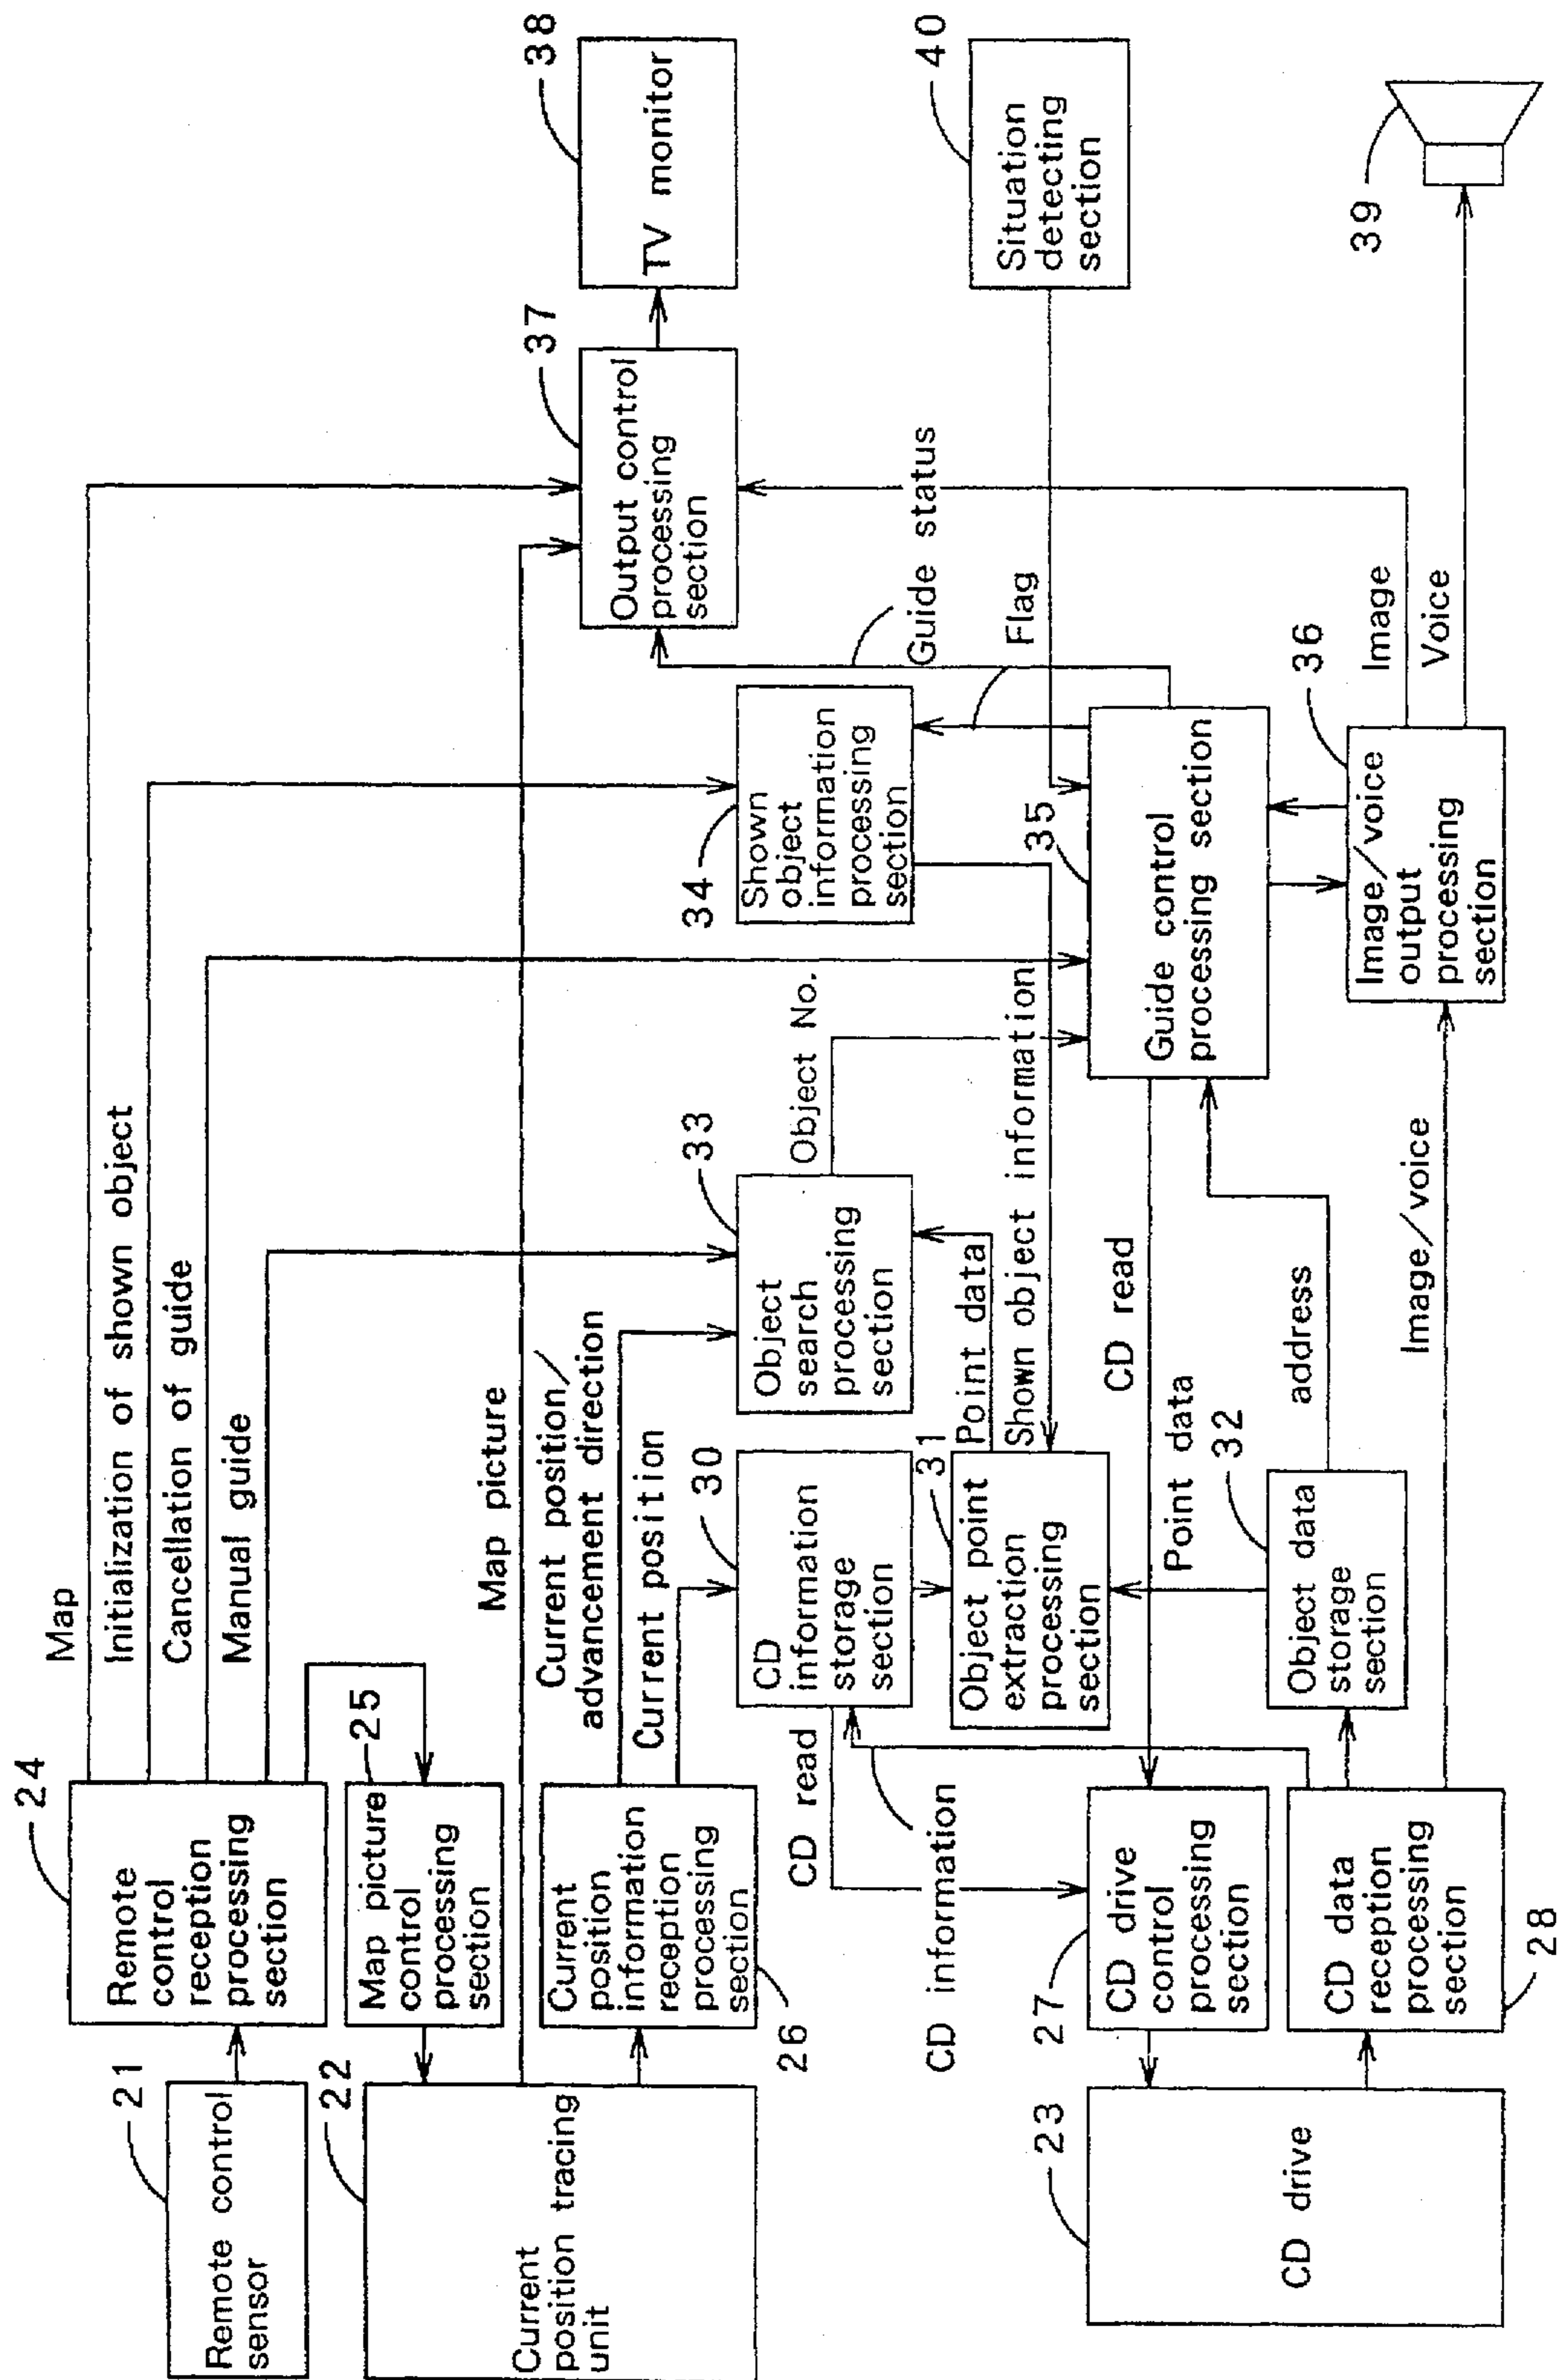 21
Remote control
sensor
22
Current
position tracing
unit
23
CD drive
24
Remote
control
reception
processing
section
Map picture
control
processing
section
25
Current
position
information
reception
processing
section
26
27
CD drive
control
processing
section
CD data
reception
processing
section
28
Map
Initialization of shown object
Cancellation of guide
Manual guide
Map picture
Current position/
advancement direction
Current position
CD read
CD information
30
CD
information
storage
section
31
Object point
extraction
processing
section
32
Object data
storage
section
Point data
33
Object
search
processing
section
Point data
Shown object information
CD read
address
Image/voice
Object No.
34
Shown
object
information
processing
section
35
Guide control
processing section
36
Image/voice
output
processing
section
Flag
Guide status
Image
Voice
37
Output control
processing
section
38
TV monitor
40
Situation
detecting
section
39